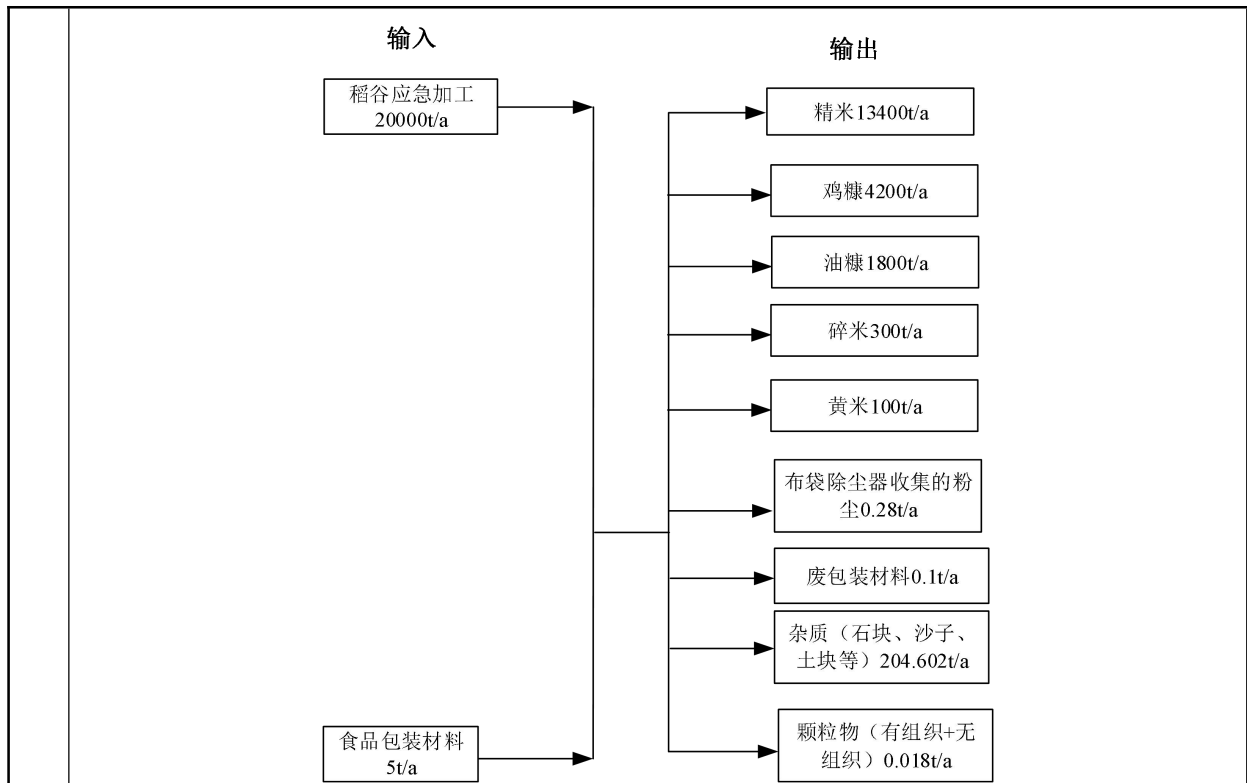 输入
输出
稻谷应急加工
20000t/a
精米13400t/a
鸡糠4200t/a
油糠1800t/a
碎米300t/a
黄米100t/a
布袋除尘器收集的粉
尘0.28t/a
废包装材料0.1t/a
杂质（石块、沙子、
土块等）204.602t/a
食品包装材料
5t/a
颗粒物（有组织+无
组织）0.018t/a